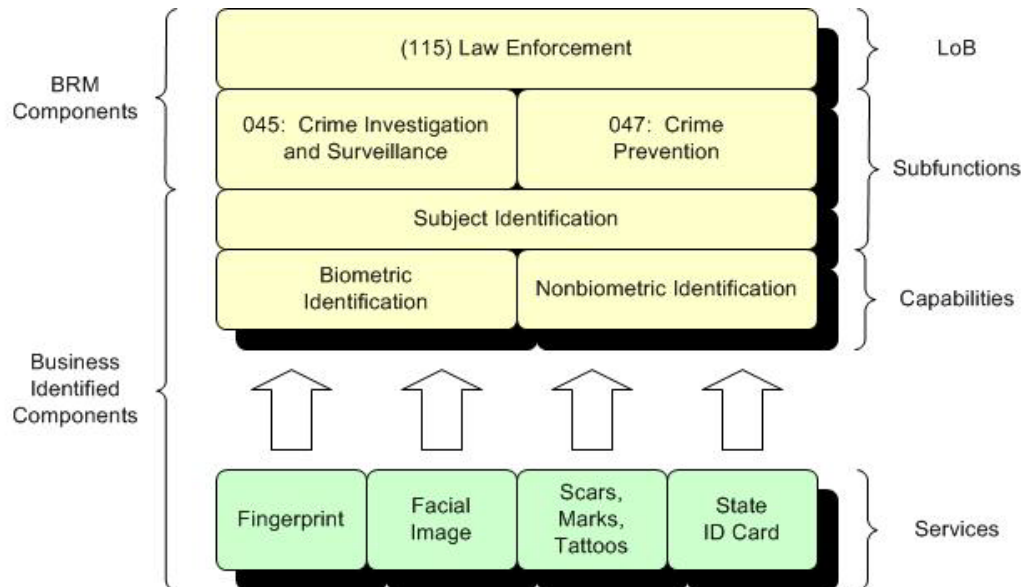 (115) Law Enforcement
LoB
BRM
Components
045: Crime Investigation
and Surveillance
047: Crime
Prevention
Subfunctions
Subject Identification
Biometric
Identification
Nonbiometric Identification
Capabilities
Business
Identified
Components
Fingerprint
Facial
Image
Scars,
Marks,
Tattoos
State
ID Card
Services